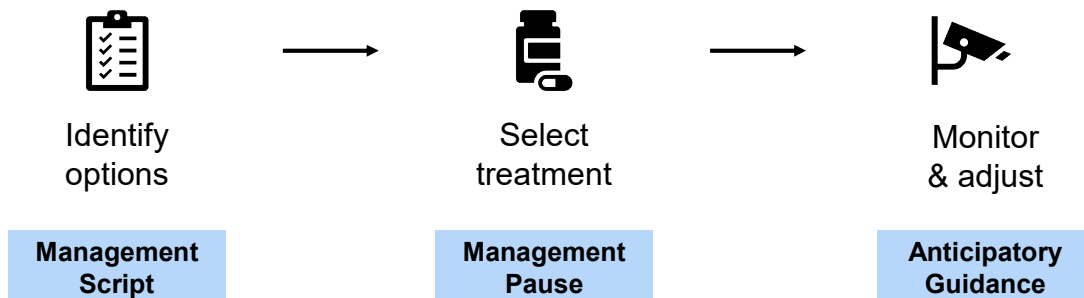 Identify
options
Select
treatment
Monitor
& adjust
Management
Script
Management
Pause
Anticipatory
Guidance